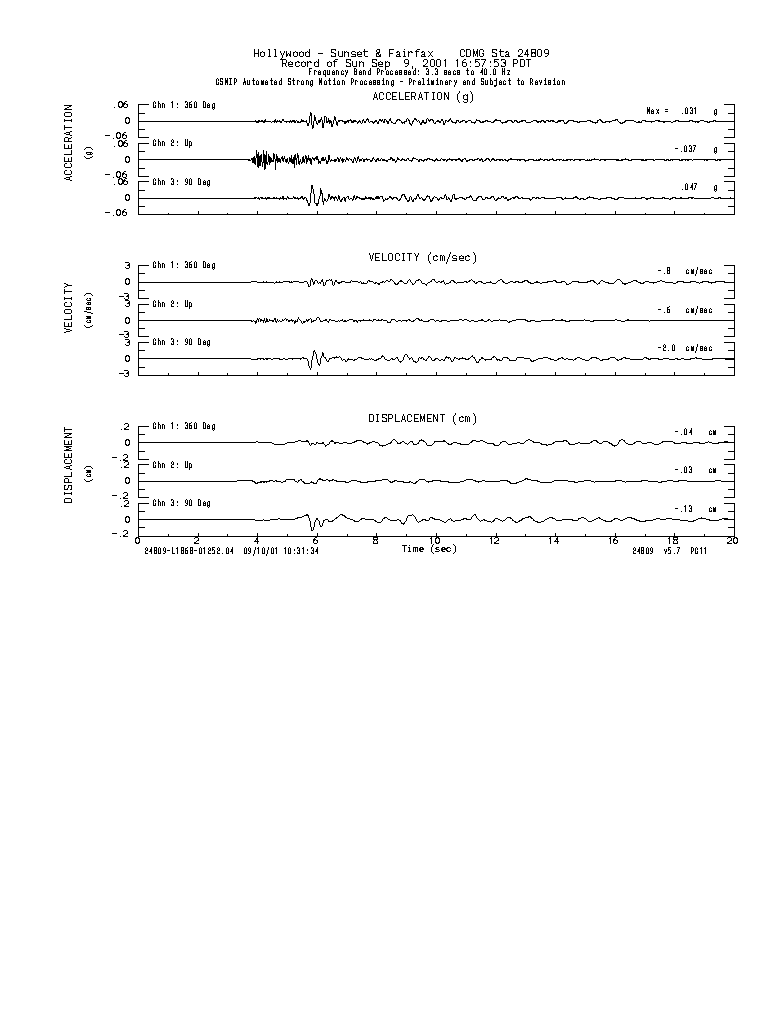 Hollywood - Sunset & Fairfax CDMG Sta 24809
Record of Sun Sep 9, 2001 16:57:53 PDT
Frequency Band Processed: 3.3 secs to 40.0 Hz
CSMIP Automated Strong Motion Processing - Preliminary and Subject to Revision
ACCELERATION (g)
ACCELERATION
(g)
.06
0
-.06
Chn 1: 360 Deg
Max = .031 g
.06
0
-.06
Chn 2: Up
-.037 g
.06
0
-.06
Chn 3: 90 Deg
.047 g
VELOCITY (cm/sec)
VELOCITY
(cm/sec)
3
0
-3
Chn 1: 360 Deg
-.8 cm/sec
3
0
-3
Chn 2: Up
-.6 cm/sec
3
0
-3
Chn 3: 90 Deg
-2.0 cm/sec
DISPLACEMENT (cm)
DISPLACEMENT
(cm)
.2
0
-.2
Chn 1: 360 Deg
-.04 cm
.2
0
-.2
Chn 2: Up
-.03 cm
.2
0
-.2
Chn 3: 90 Deg
-.13 cm
0 2 4 6 8 10 12 14 16 18 20
Time (sec)
24809-L1868-01252.04 09/10/01 10:31:34
24809 v5.7 PC11